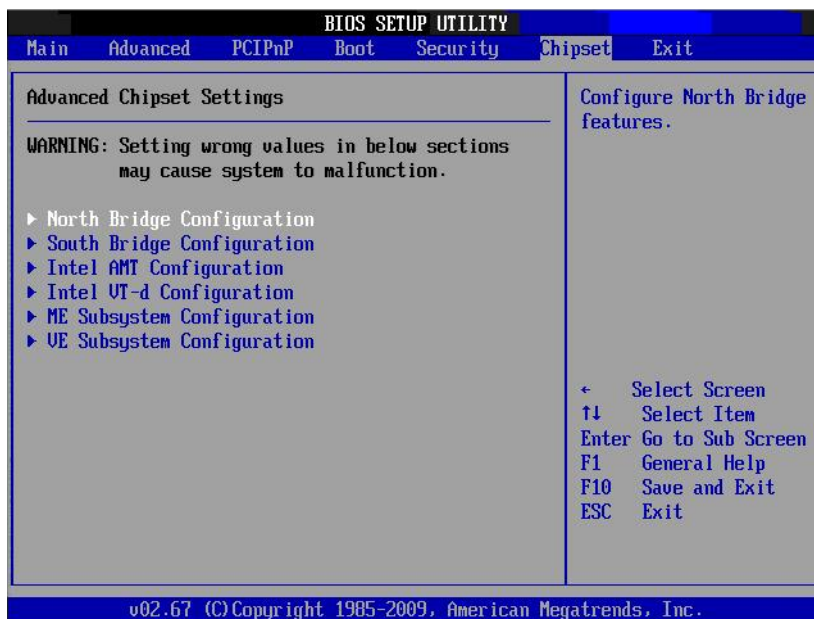 BIOS SETUP UTILITY
Main Advanced PCIPnP Boot Security Chipset Exit
Advanced Chipset Settings
WARNING: Setting wrong values in below sections
may cause system to malfunction.
▶ North Bridge Configuration
▶ South Bridge Configuration
▶ Intel AMT Configuration
▶ Intel VT-d Configuration
▶ ME Subsystem Configuration
▶ VE Subsystem Configuration
Configure North Bridge
features.
← Select Screen
↑↓ Select Item
Enter Go to Sub Screen
F1 General Help
F10 Save and Exit
ESC Exit
v02.67 (C)Copyright 1985-2009, American Megatrends, Inc.